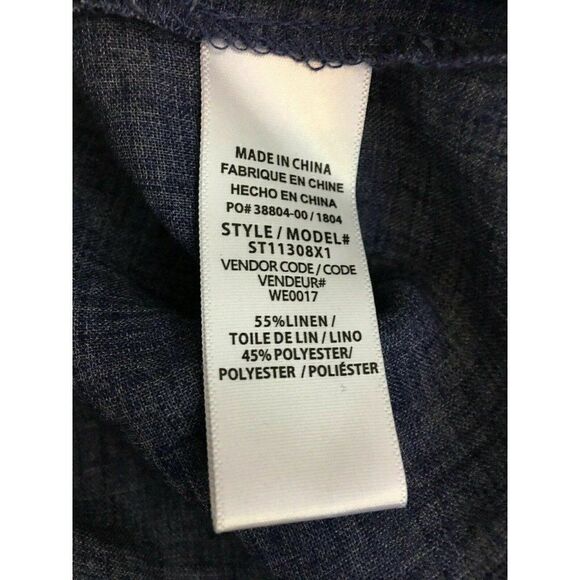 MADE IN CHINA
FABRIQUE EN CHINE
HECHO EN CHINA
PO# 38804-00 / 1804
STYLE / MODEL#
ST11308X1
VENDOR CODE / CODE
VENDEUR#
WE0017
55%LINEN /
TOILE DE LIN / LINO
45% POLYESTER/
POLYESTER / POLIÉSTER